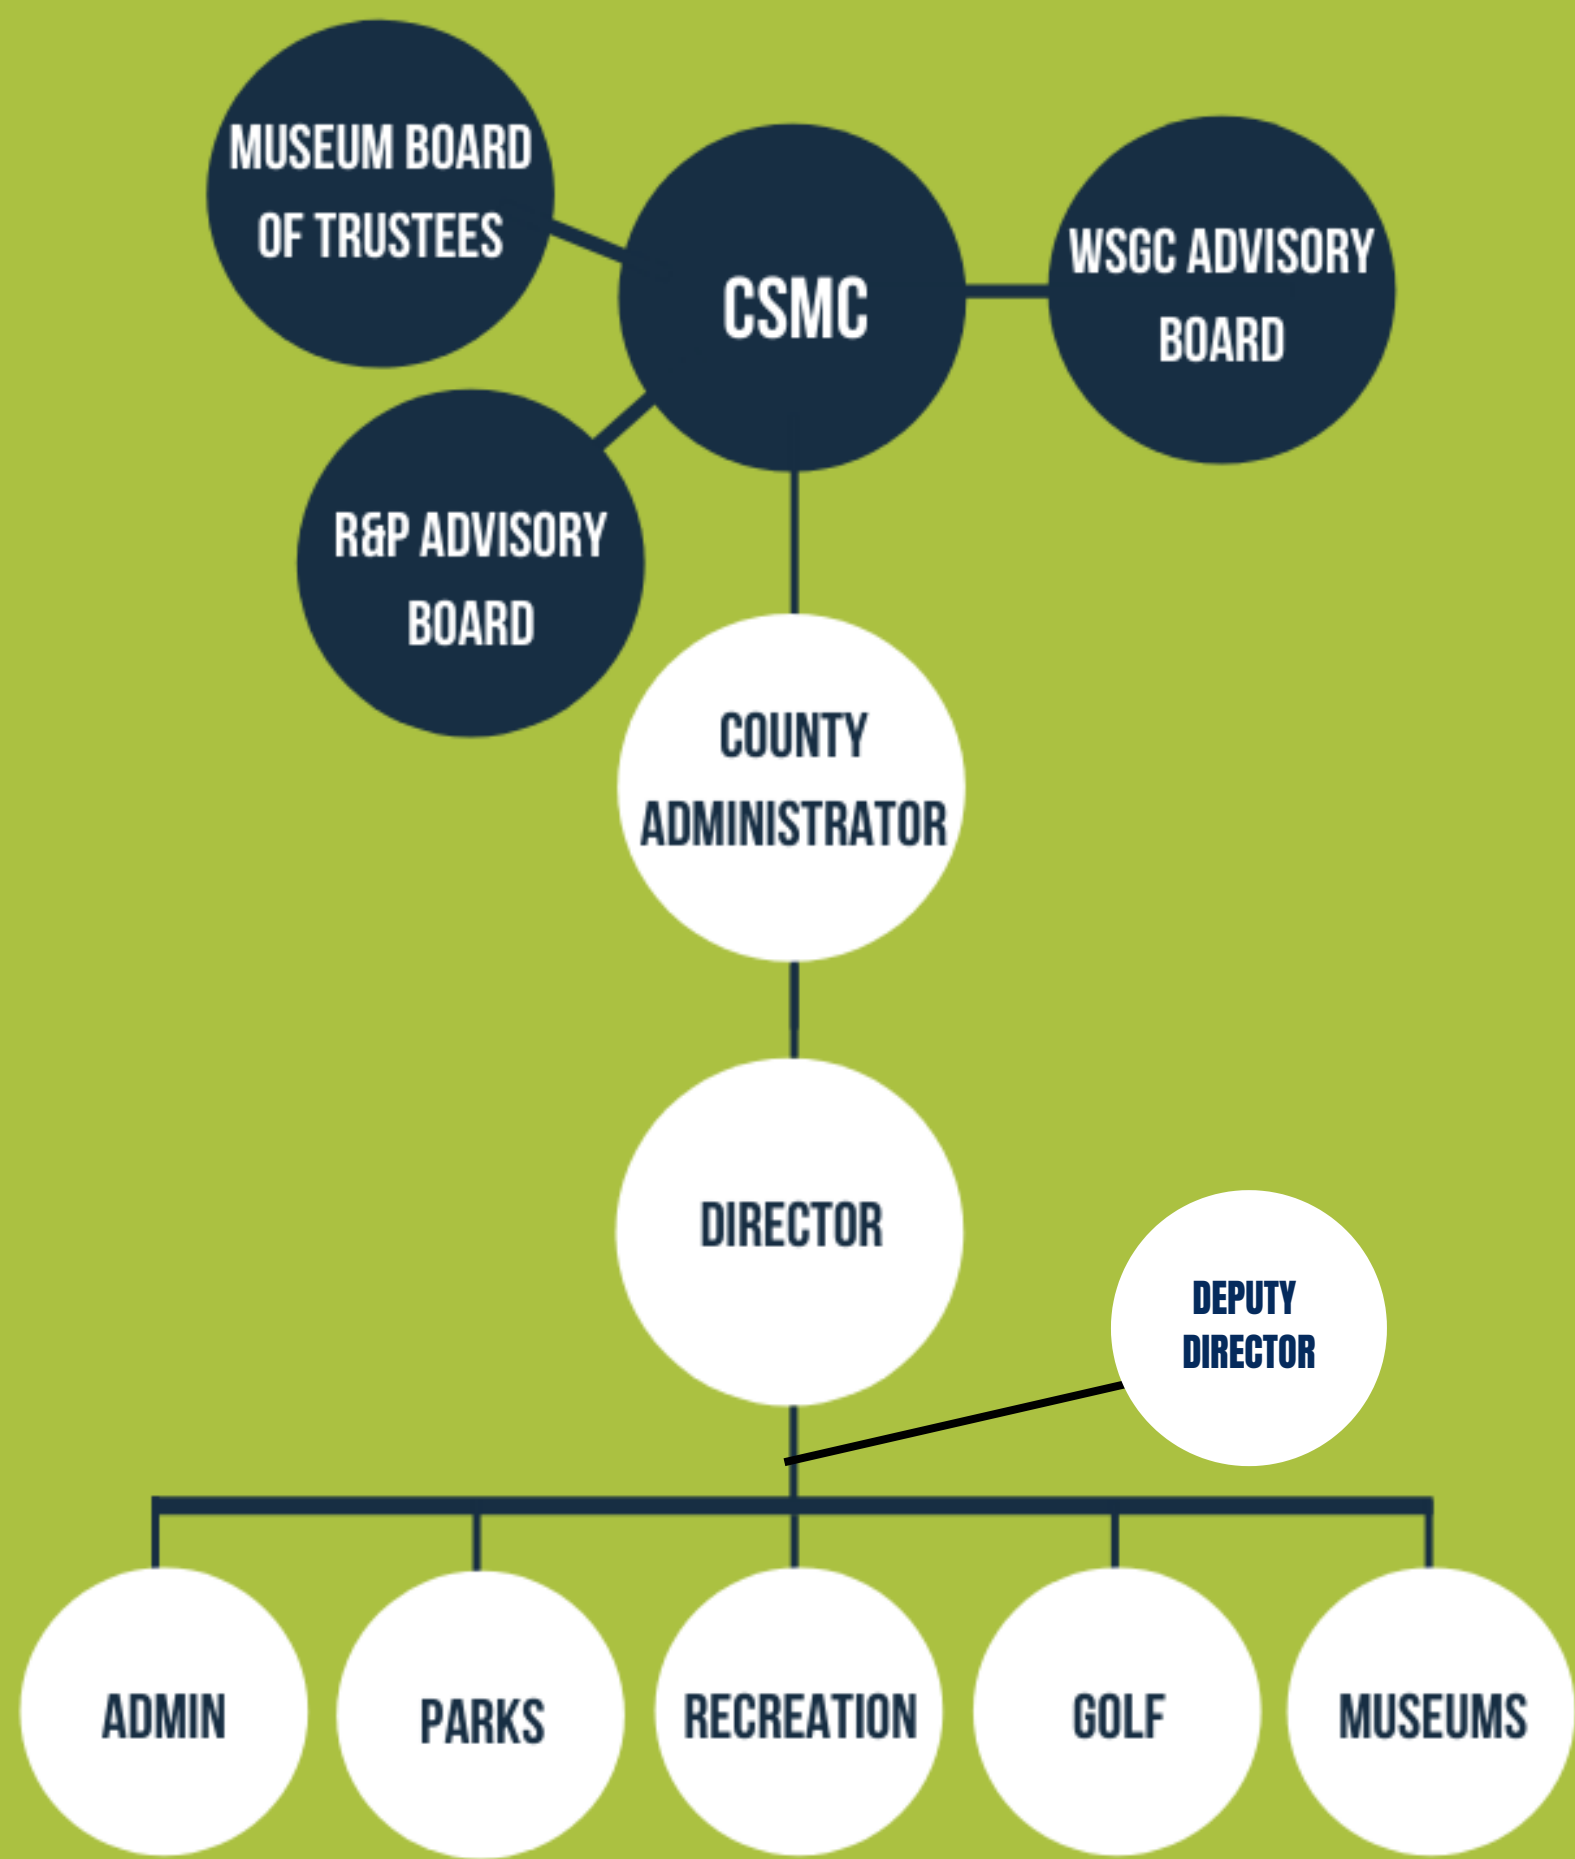 MUSEUM BOARD
OF TRUSTEES
CSMC
WSGC ADVISORY
BOARD
R&P ADVISORY
BOARD
COUNTY
ADMINISTRATOR
DIRECTOR
DEPUTY
DIRECTOR
ADMIN
PARKS
RECREATION
GOLF
MUSEUMS